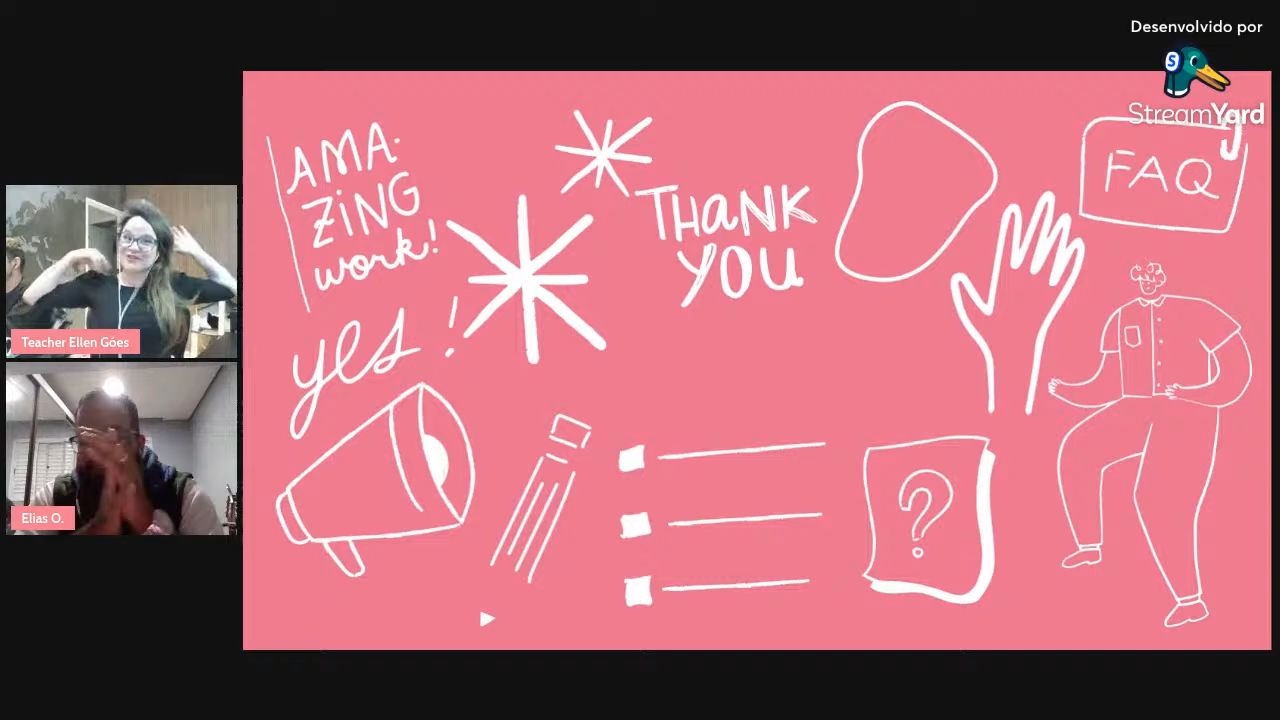 Desenvolvido por
StreamYard
AMA-
ZiNG
work!
yes!
THANK
YOU
FAQ
?
Teacher Ellen Góes
Elias O.